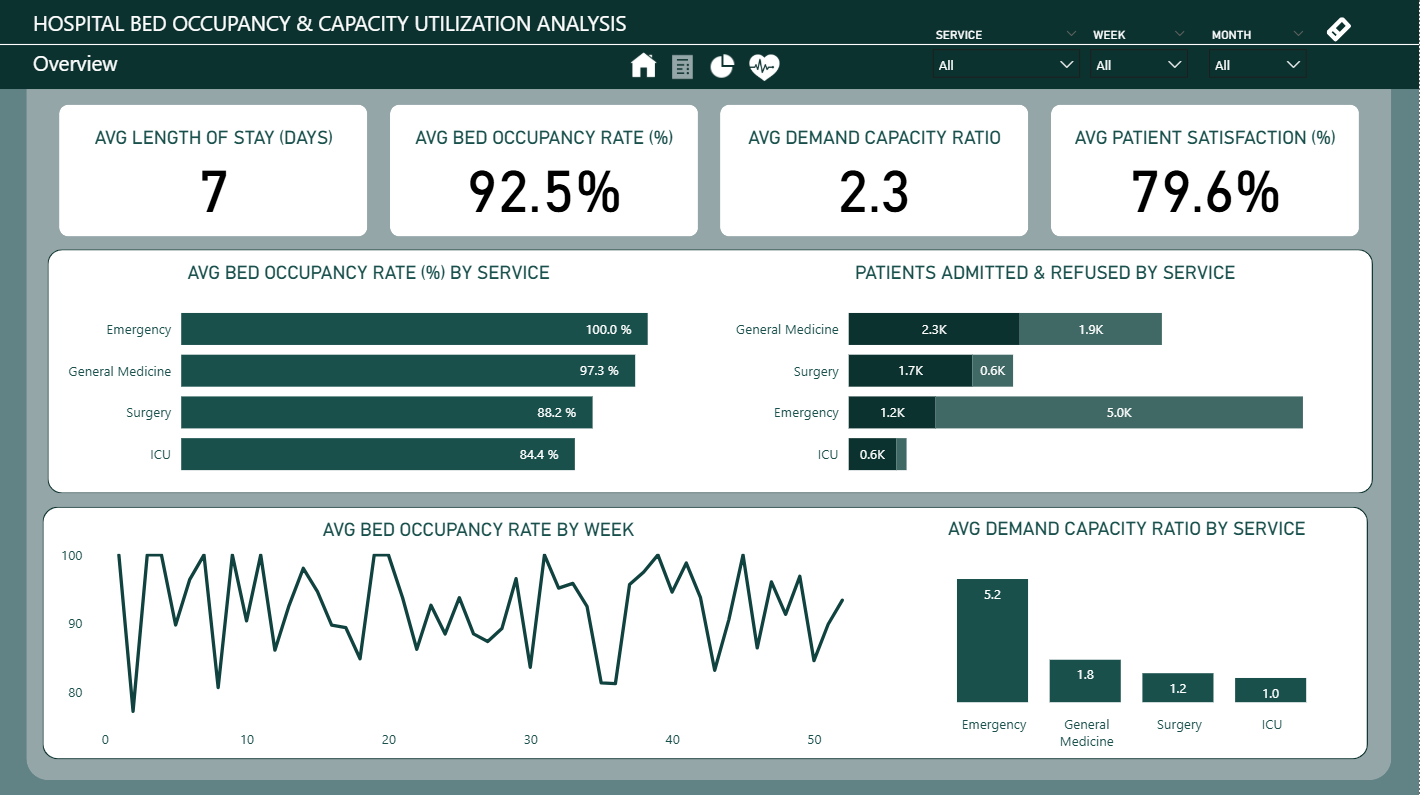 HOSPITAL BED OCCUPANCY & CAPACITY UTILIZATION ANALYSIS
SERVICE WEEK MONTH
Overview
All All All
AVG LENGTH OF STAY (DAYS)
7
AVG BED OCCUPANCY RATE (%)
92.5%
AVG DEMAND CAPACITY RATIO
2.3
AVG PATIENT SATISFACTION (%)
79.6%
AVG BED OCCUPANCY RATE (%) BY SERVICE
Emergency 100.0 %
General Medicine 97.3 %
Surgery 88.2 %
ICU 84.4 %
PATIENTS ADMITTED & REFUSED BY SERVICE
General Medicine 2.3K 1.9K
Surgery 1.7K 0.6K
Emergency 1.2K 5.0K
ICU 0.6K
AVG BED OCCUPANCY RATE BY WEEK
100
90
80
0 10 20 30 40 50
AVG DEMAND CAPACITY RATIO BY SERVICE
5.2
1.8
1.2
1.0
Emergency General Surgery ICU
Medicine